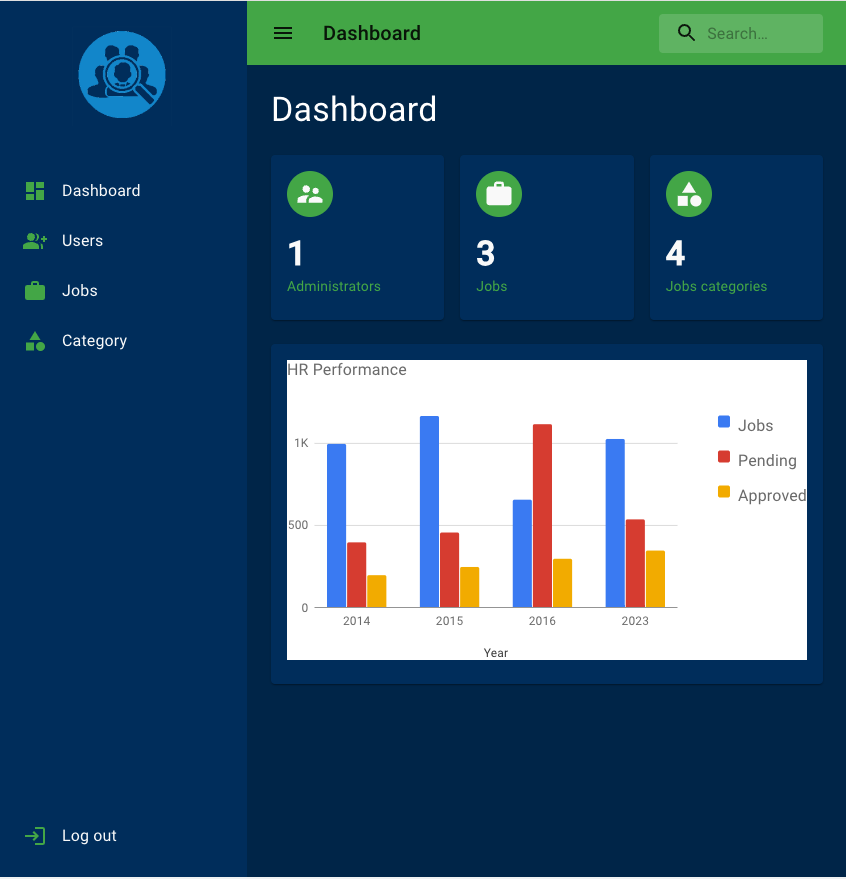 Dashboard
Search...
Dashboard
Users
Jobs
Category
Log out
Dashboard
1
Administrators
3
Jobs
4
Jobs categories
HR Performance
1K
500
0
2014 2015 2016 2023
Year
Jobs
Pending
Approved